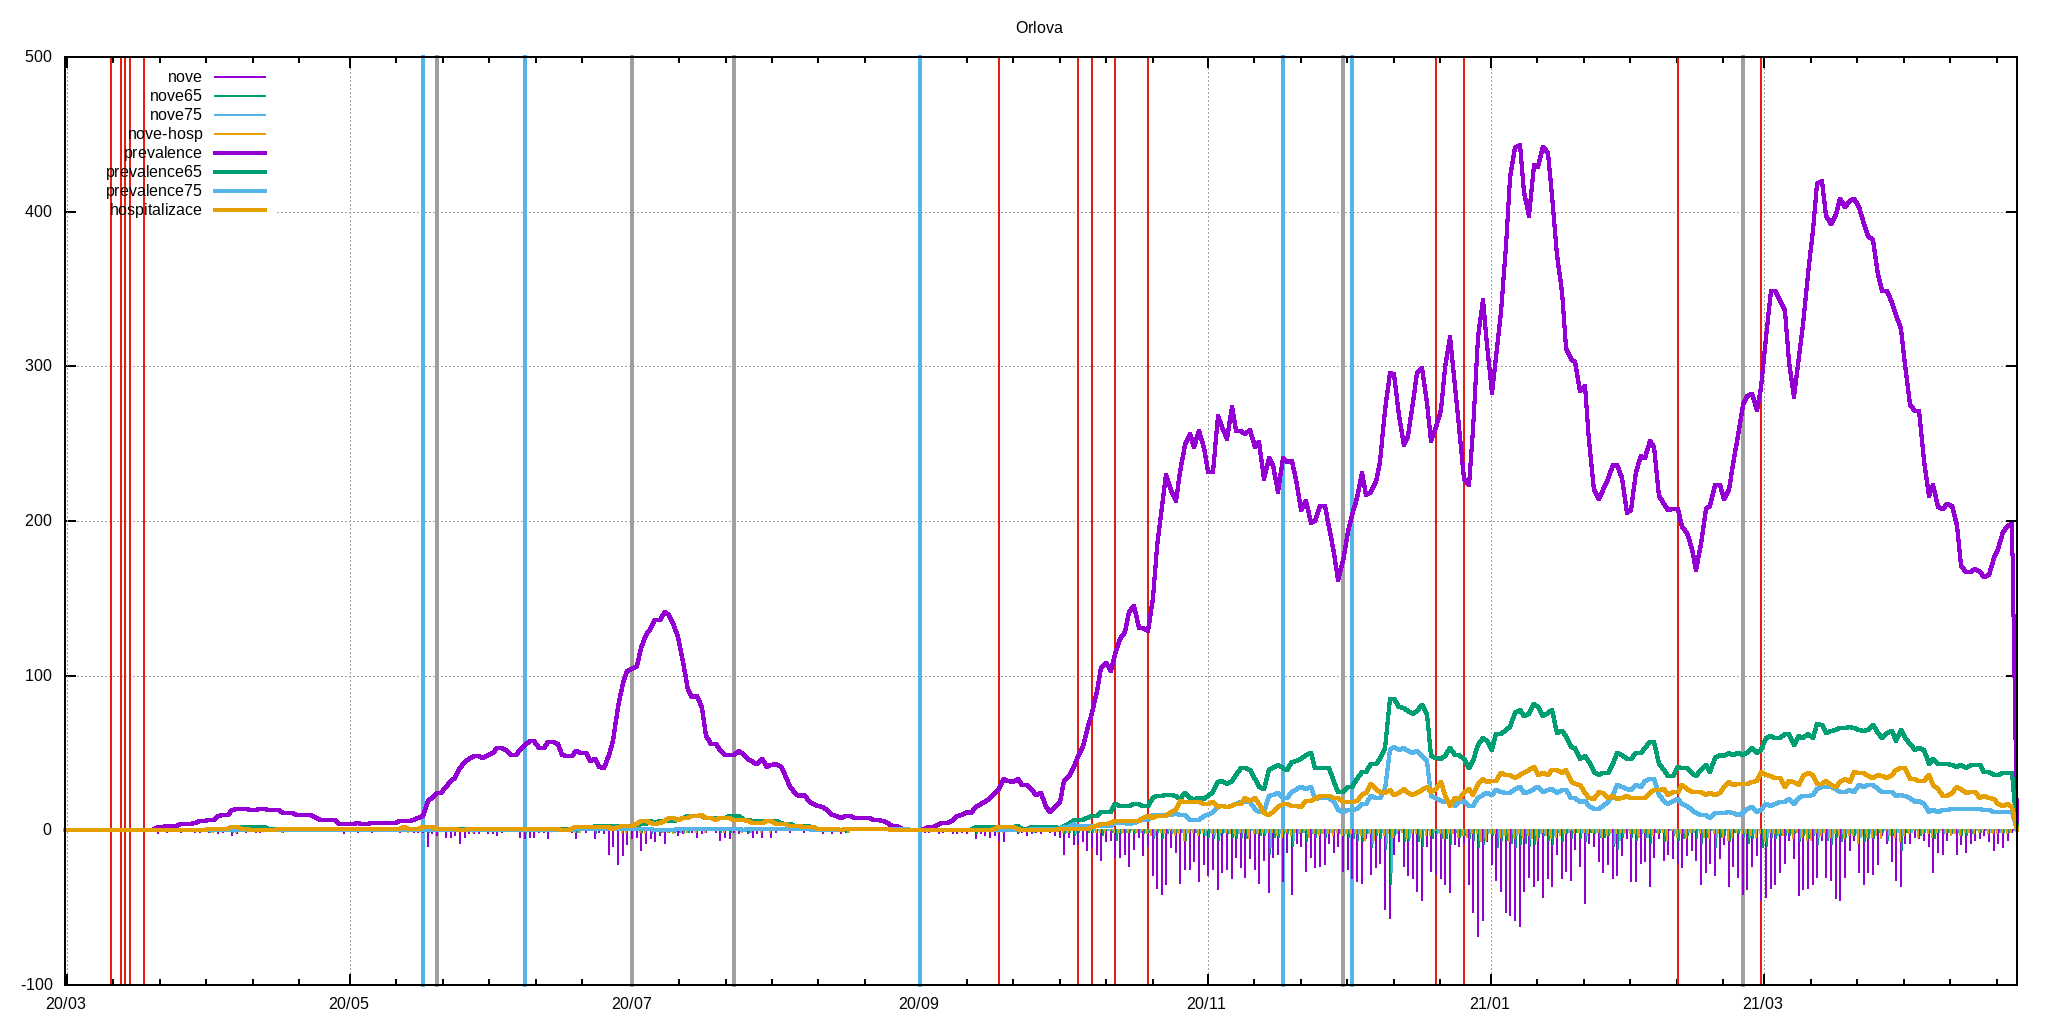 Orlova
500
nove
nove65
nove75
nove-hosp
prevalence
prevalence65
prevalence75
hospitalizace
400
300
200
100
0
-100
20/03 20/05 20/07 20/09 20/11 21/01 21/03